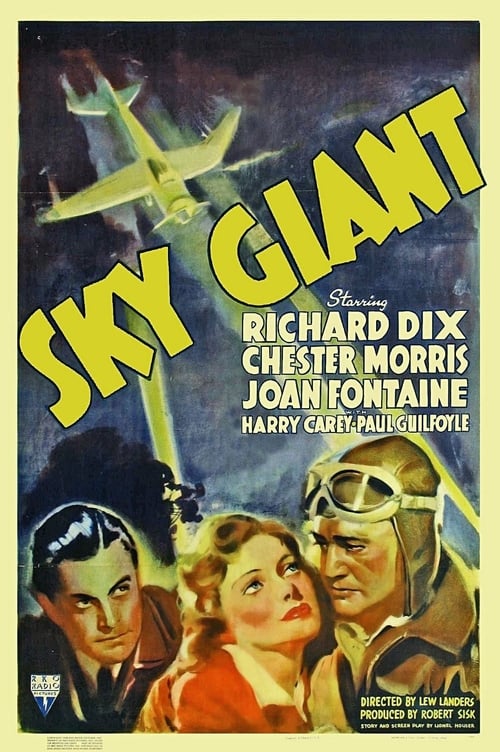 SKY GIANT
Starring
RICHARD DIX
CHESTER MORRIS
JOAN FONTAINE
WITH
HARRY CAREY-PAUL GUILFOYLE
RKO
RADIO
PICTURES
DIRECTED BY LEW LANDERS
PRODUCED BY ROBERT SISK
STORY AND SCREEN PLAY BY LIONEL HOUSER